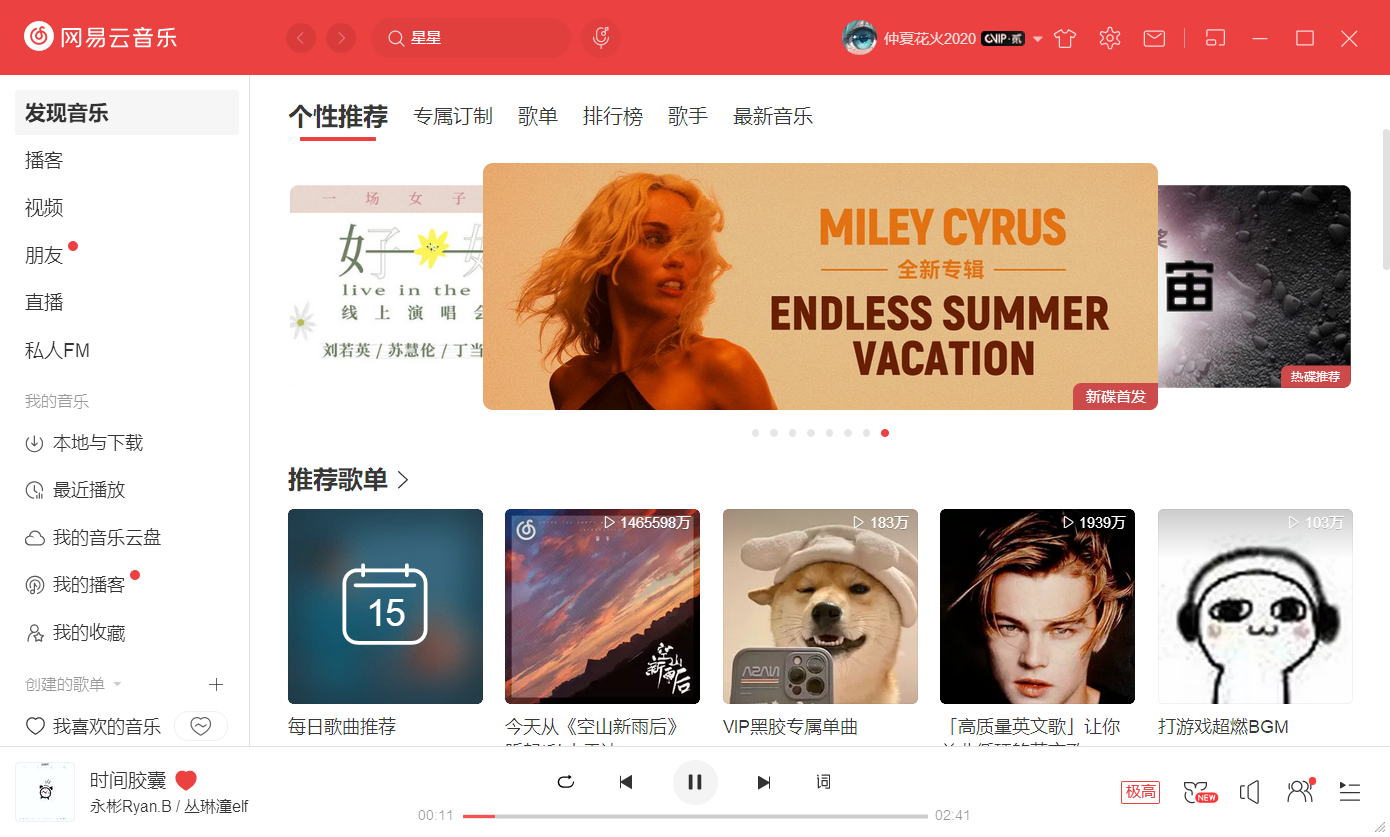 网易云音乐
星星
仲夏花火2020
VIP·贰
发现音乐
播客
视频
朋友
直播
私人FM
我的音乐
本地与下载
最近播放
我的音乐云盘
我的播客
我的收藏
创建的歌单
我喜欢的音乐
个性推荐 专属订制 歌单 排行榜 歌手 最新音乐
一 场 女 子
好 好
live in the
线 上 演 唱 会
刘若英 / 苏慧伦 / 丁当
MILEY CYRUS
全新专辑
ENDLESS SUMMER
VACATION
新碟首发
宙
热碟推荐
推荐歌单
15
每日歌曲推荐
1465598万
空山
新雨后
今天从《空山新雨后》
183万
VIP黑胶专属单曲
1939万
「高质量英文歌」让你
103万
打游戏超燃BGM
时间胶囊
永彬Ryan.B / 丛琳潼elf
词
00:11
02:41
极高
NEW